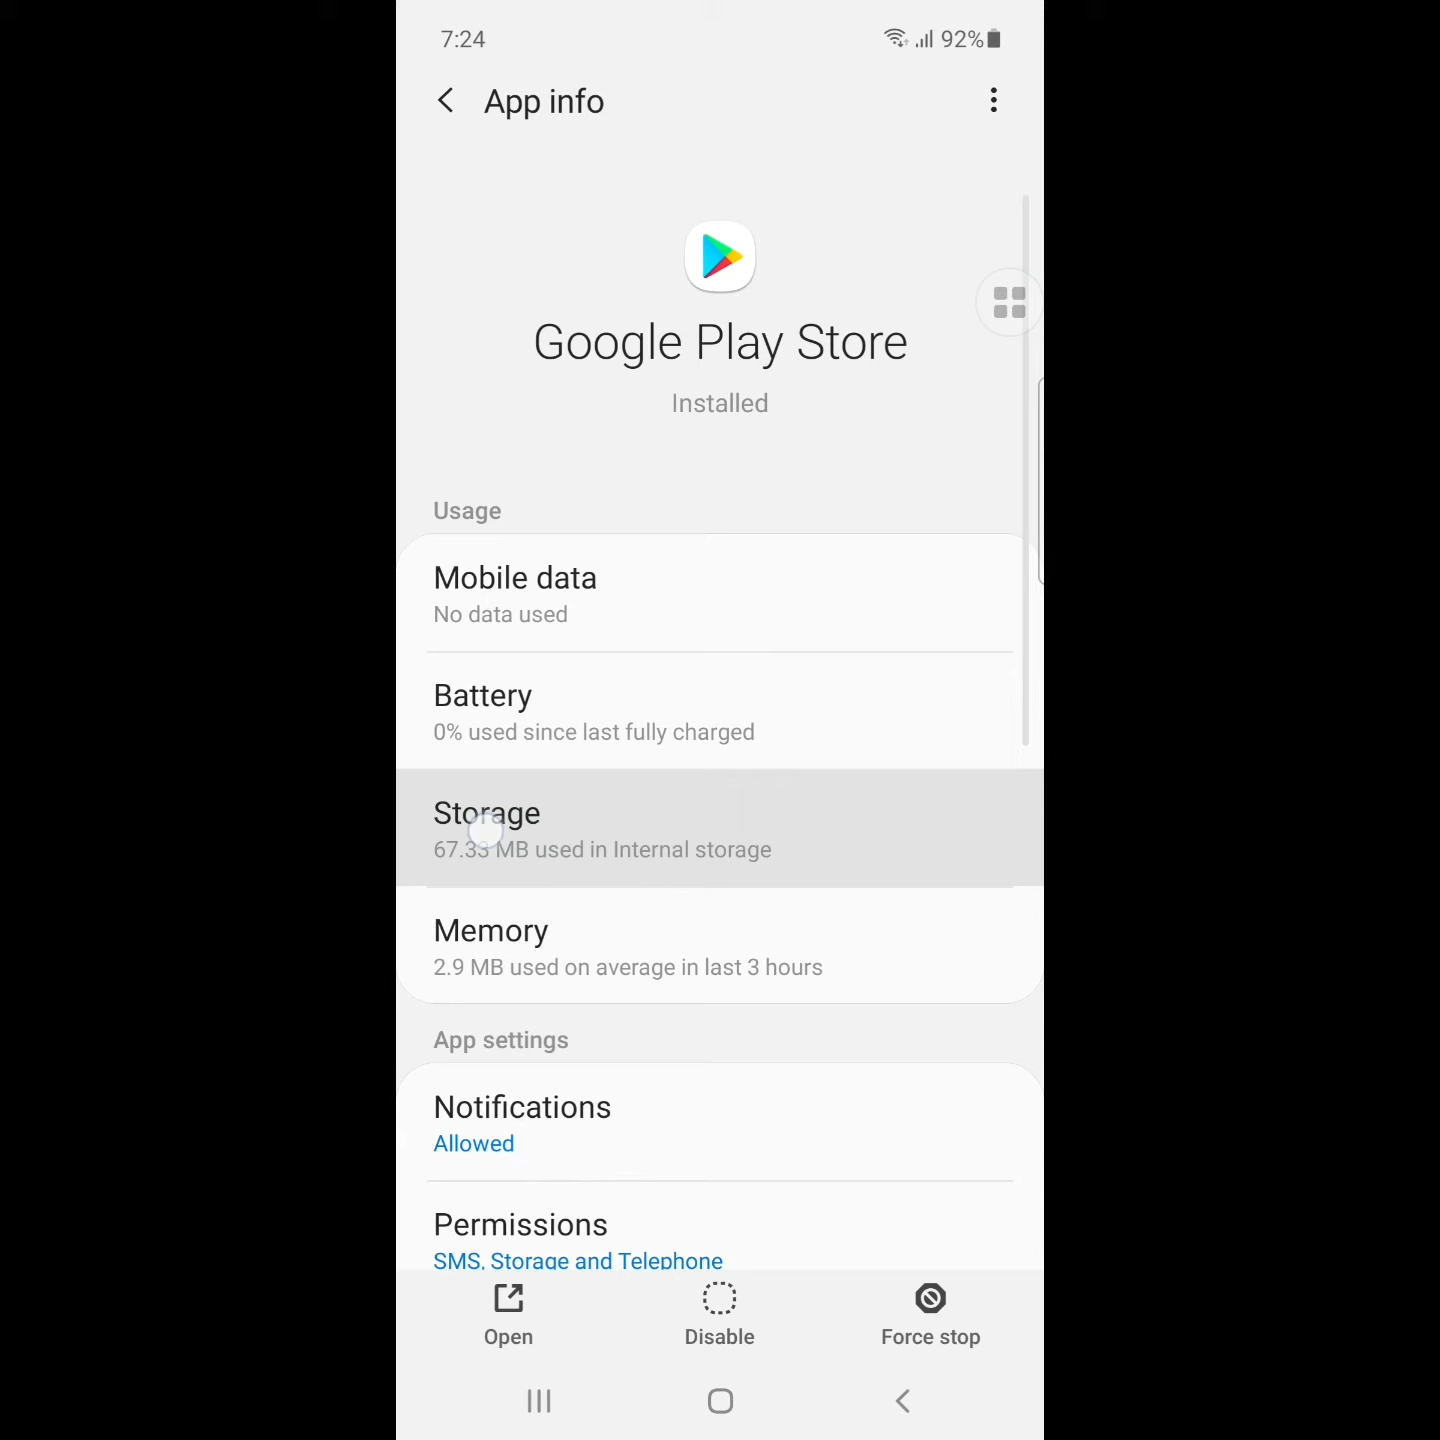 7:24
92%
App info
Google Play Store
Installed
Usage
Mobile data
No data used
Battery
0% used since last fully charged
Storage
67.33 MB used in Internal storage
Memory
2.9 MB used on average in last 3 hours
App settings
Notifications
Allowed
Permissions
SMS, Storage and Telephone
Open
Disable
Force stop